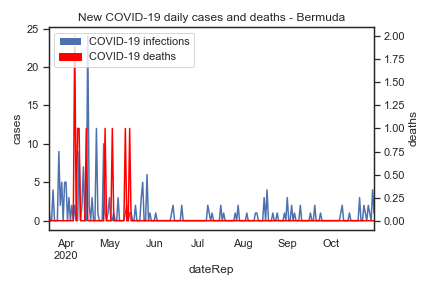 New COVID-19 daily cases and deaths - Bermuda
COVID-19 infections
COVID-19 deaths
25
20
15
10
5
0
cases
2.00
1.75
1.50
1.25
1.00
0.75
0.50
0.25
0.00
deaths
Apr May Jun Jul Aug Sep Oct
2020
dateRep